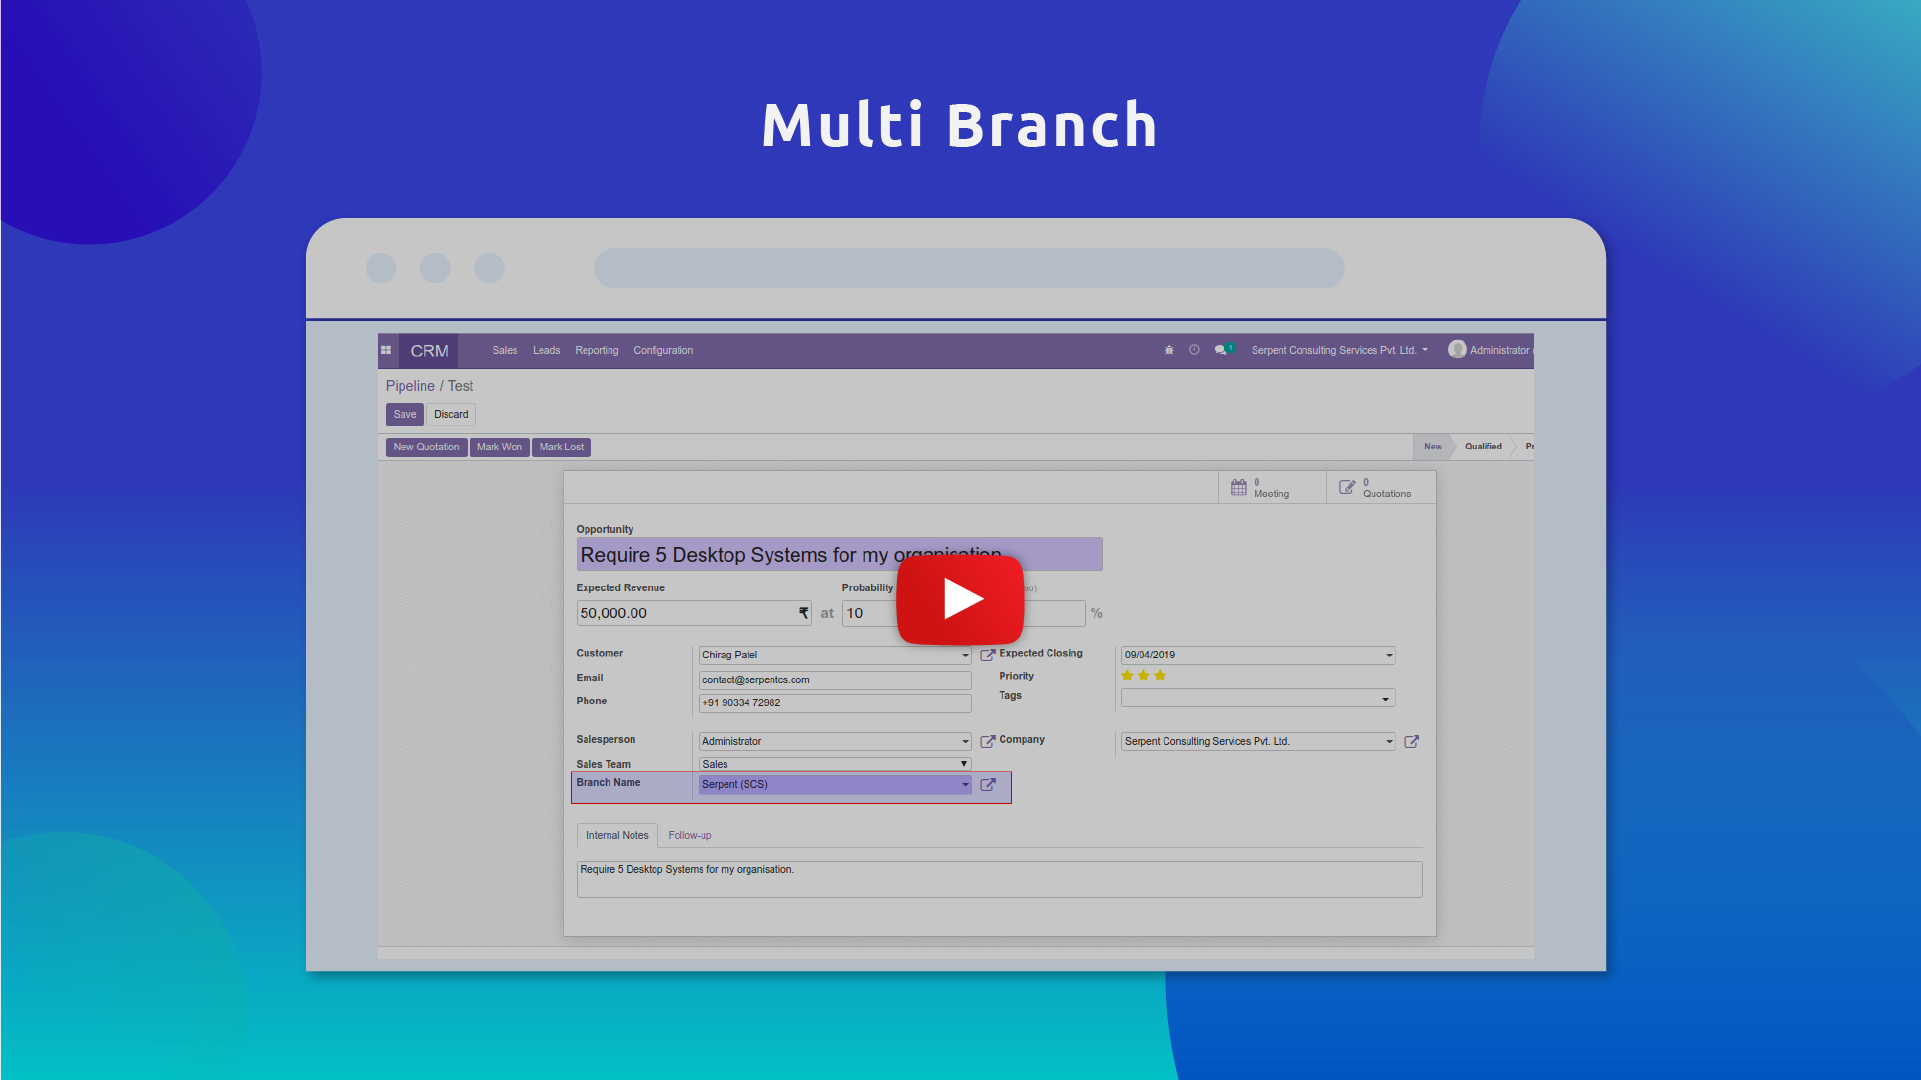 Multi Branch
CRM Sales Leads Reporting Configuration 1 Serpent Consulting Services Pvt. Ltd. Administrator
Pipeline / Test
Save Discard
New Quotation Mark Won Mark Lost New Qualified
0 Meeting 0 Quotations
Opportunity
Require 5 Desktop Systems for my organisation
Expected Revenue Probability
50,000.00 ₹ at 10 %
Customer Chirag Patel Expected Closing 09/04/2019
Email contact@serpentcs.com Priority
Phone +91 90334 72982 Tags
Salesperson Administrator Company Serpent Consulting Services Pvt. Ltd.
Sales Team Sales
Branch Name Serpent (SCS)
Internal Notes Follow-up
Require 5 Desktop Systems for my organisation.